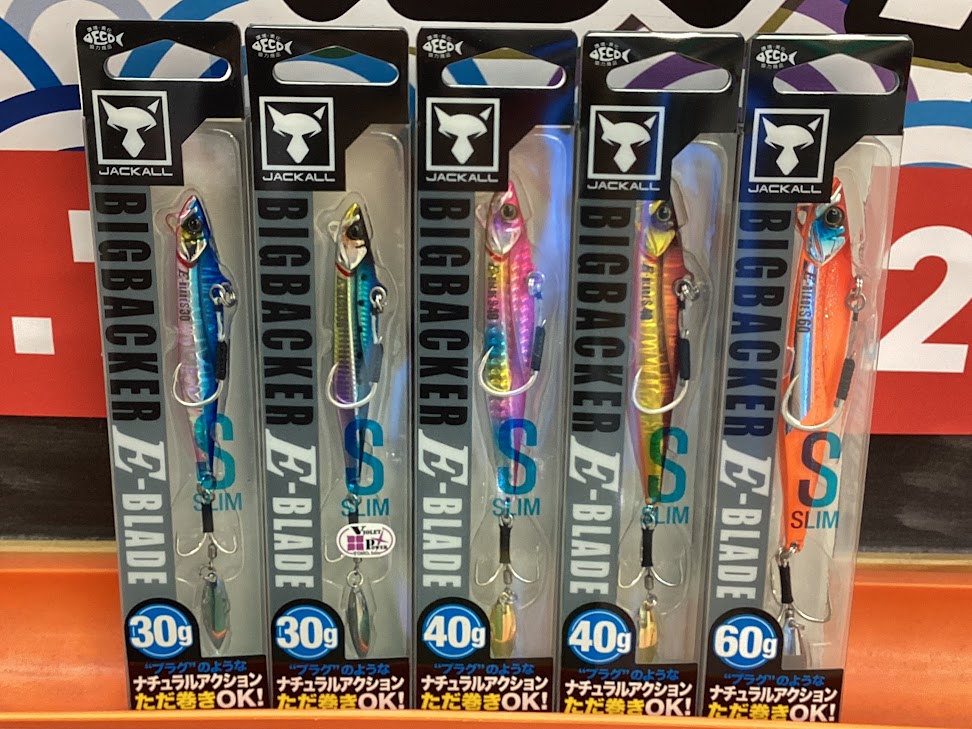 JACKALL
BIGBACKER
E-BLADE
S
SLIM
30g
"プラグ"のような
ナチュラルアクション
ただ巻きOK!
JACKALL
BIGBACKER
E-BLADE
S
SLIM
VIOLET
POWER
30g
"プラグ"のような
ナチュラルアクション
ただ巻きOK!
JACKALL
BIGBACKER
E-BLADE
S
SLIM
40g
"プラグ"のような
ナチュラルアクション
ただ巻きOK!
JACKALL
BIGBACKER
E-BLADE
S
SLIM
40g
"プラグ"のような
ナチュラルアクション
ただ巻きOK!
JACKALL
BIGBACKER
E-BLADE
S
SLIM
60g
"プラグ"のような
ナチュラルアクション
ただ巻きOK!
2